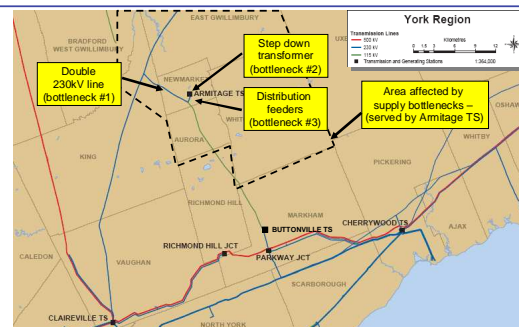 York Region
Transmission Lines
500 kV
230 kV
115 kV
Transmission and Generating Stations
Kilometres
0 1.5 3 6 9 12
1:364,000
EAST GWILLIMBURY
BRADFORD
WEST GWILLIMBURY
Step down
transformer
(bottleneck #2)
Double
230kV line
(bottleneck #1)
NEWMARKET
ARMITAGE TS
Distribution
feeders
(bottleneck #3)
Area affected by
supply bottlenecks –
(served by Armitage TS)
AURORA
KING
OSHAW
WHITBY
PICKERING
RICHMOND HILL
MARKHAM
CHERRYWOOD TS
AJAX
BUTTONVILLE TS
RICHMOND HILL JCT
PARKWAY JCT
CALEDON
VAUGHAN
SCARBOROUGH
CLAIREVILLE TS
NORTH YORK